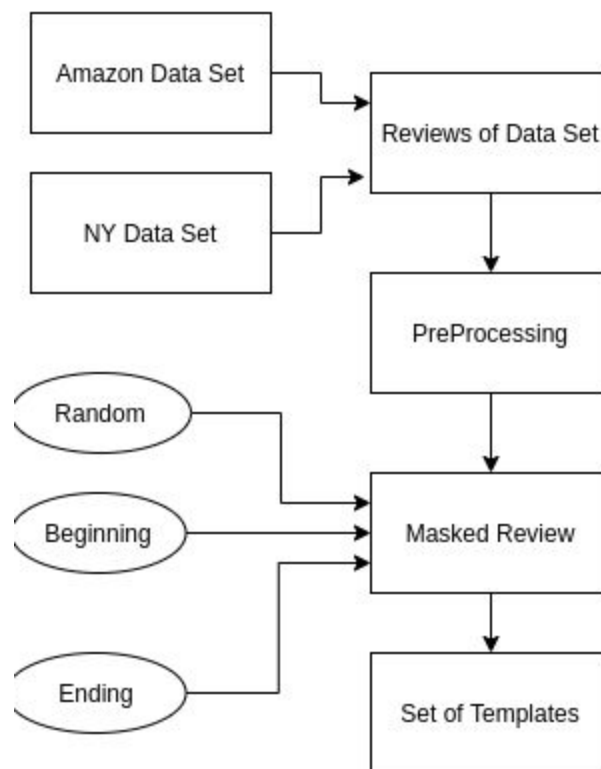 Amazon Data Set
Reviews of Data Set
NY Data Set
PreProcessing
Random
Masked Review
Beginning
Ending
Set of Templates